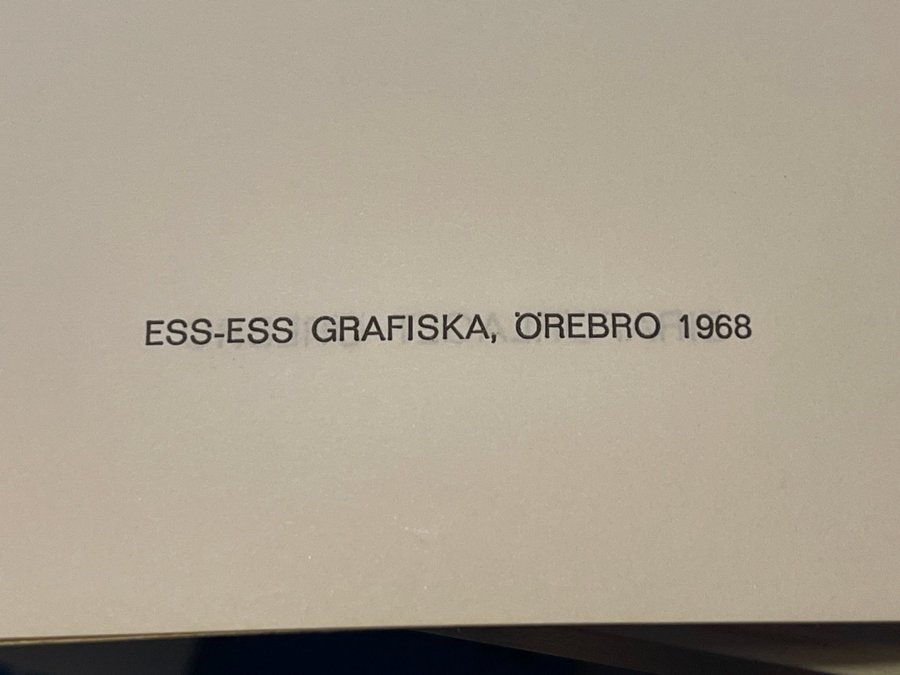 ESS-ESS GRAFISKA, ÖREBRO 1968